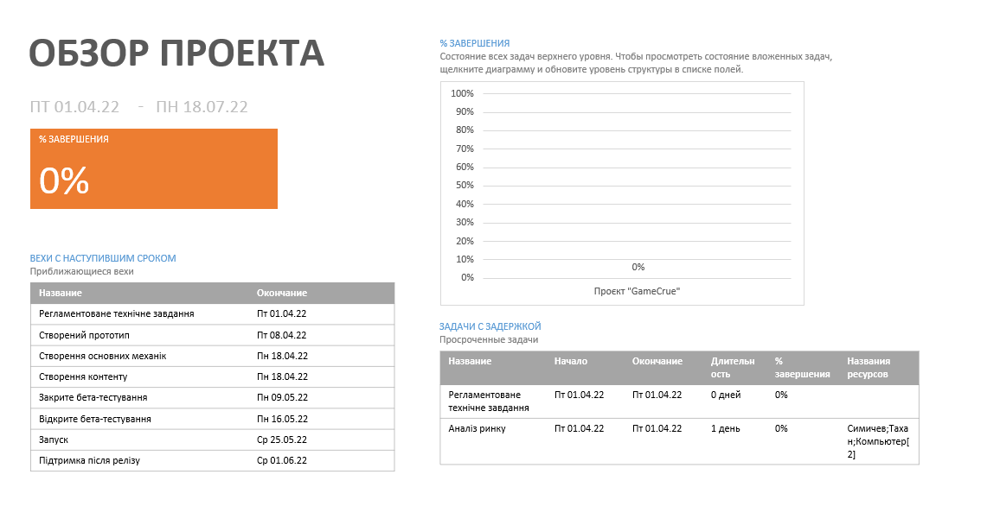 ОБЗОР ПРОЕКТА
ПТ 01.04.22 - ПН 18.07.22
% ЗАВЕРШЕНИЯ
0%
ВЕХИ С НАСТУПИВШИМ СРОКОМ
Приближающиеся вехи
Название Окончание
Регламентоване технічне завдання Пт 01.04.22
Створений прототип Пт 08.04.22
Створення основних механік Пн 18.04.22
Створення контенту Пн 18.04.22
Закрите бета-тестування Пн 09.05.22
Відкрите бета-тестування Пн 16.05.22
Запуск Ср 25.05.22
Підтримка після релізу Ср 01.06.22
% ЗАВЕРШЕНИЯ
Состояние всех задач верхнего уровня. Чтобы просмотреть состояние вложенных задач,
щелкните диаграмму и обновите уровень структуры в списке полей.
100%
90%
80%
70%
60%
50%
40%
30%
20%
10%
0%
0%
Проєкт "GameCrue"
ЗАДАЧИ С ЗАДЕРЖКОЙ
Просроченные задачи
Название Начало Окончание Длительн % Названия
ость завершения ресурсов
Регламентоване Пт 01.04.22 Пт 01.04.22 0 дней 0%
технічне завдання
Аналіз ринку Пт 01.04.22 Пт 01.04.22 1 день 0% Симичев;Таха
н;Компьютер[
2]